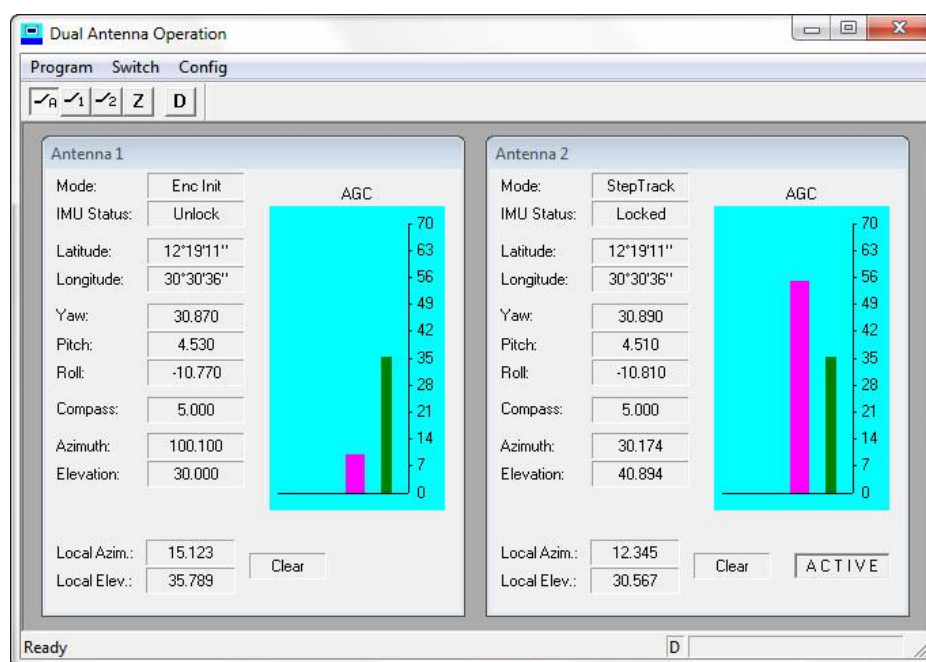 Dual Antenna Operation
Program Switch Config
A 1 2 Z D
Antenna 1
Mode: Enc Init
IMU Status: Unlock
Latitude: 12°19'11"
Longitude: 30°30'36"
Yaw: 30.870
Pitch: 4.530
Roll: -10.770
Compass: 5.000
Azimuth: 100.100
Elevation: 30.000
Local Azim.: 15.123
Local Elev.: 35.789
Clear
AGC
70
63
56
49
42
35
28
21
14
7
0
Antenna 2
Mode: StepTrack
IMU Status: Locked
Latitude: 12°19'11"
Longitude: 30°30'36"
Yaw: 30.890
Pitch: 4.510
Roll: -10.810
Compass: 5.000
Azimuth: 30.174
Elevation: 40.894
Local Azim.: 12.345
Local Elev.: 30.567
Clear
ACTIVE
AGC
70
63
56
49
42
35
28
21
14
7
0
Ready D